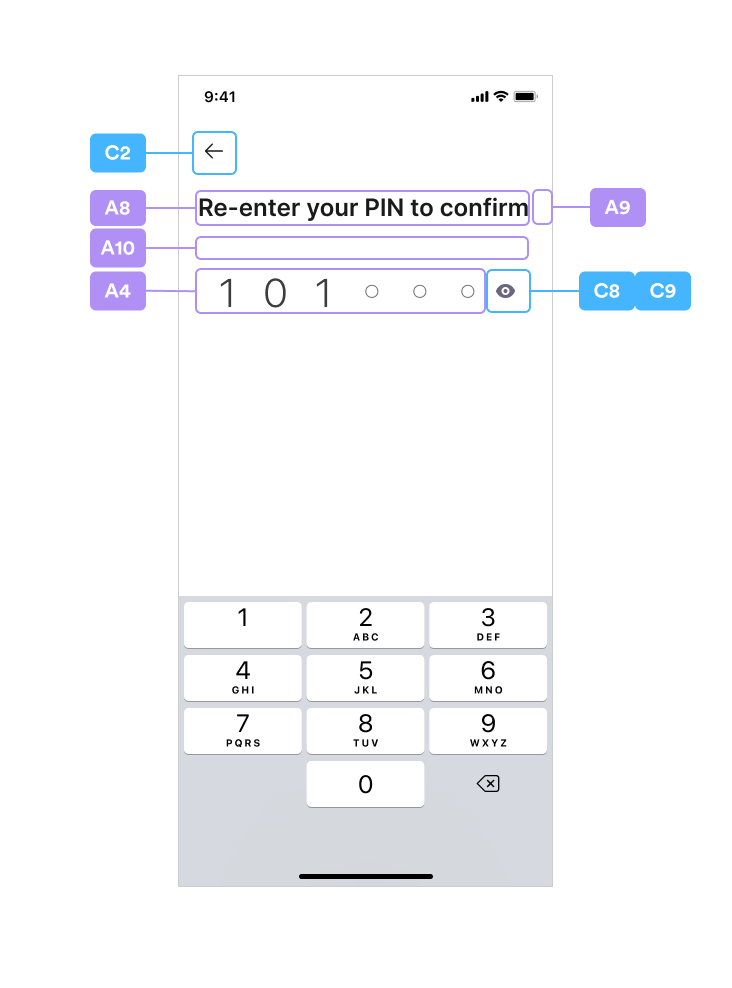 9:41
C2
A8
Re-enter your PIN to confirm
A9
A10
A4
1 0 1
C8
C9
1
2
3
ABC
DEF
4
5
6
GHI
JKL
MNO
7
8
9
PQRS
TUV
WXYZ
0